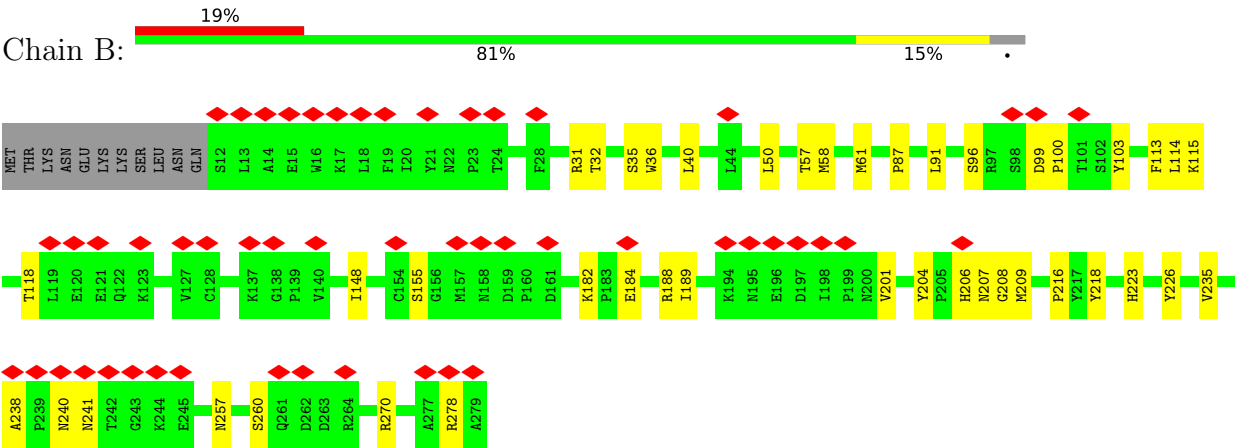 19%
Chain B:
81% 15% •
MET THR LYS ASN GLU LYS LYS SER LEU ASN GLN S12 L13 A14 E15 W16 K17 L18 F19 I20 Y21 N22 P23 T24 F28 R31 T32 S35 W36 L40 L44 L50 T57 M58 M61 P87 L91 S96 R97 S98 D99 P100 T101 S102 Y103 F113 L114 K115
T118 L119 E120 E121 Q122 K123 V127 C128 K137 G138 P139 V140 I148 C154 S155 G156 M157 N158 D159 P160 D161 K182 P183 E184 R188 I189 K194 N195 E196 D197 I198 P199 N200 V201 Y204 P205 H206 N207 G208 M209 P216 Y217 Y218 H223 Y226 V235
A238 P239 N240 N241 T242 G243 K244 E245 N257 S260 Q261 D262 D263 R264 R270 A277 R278 A279